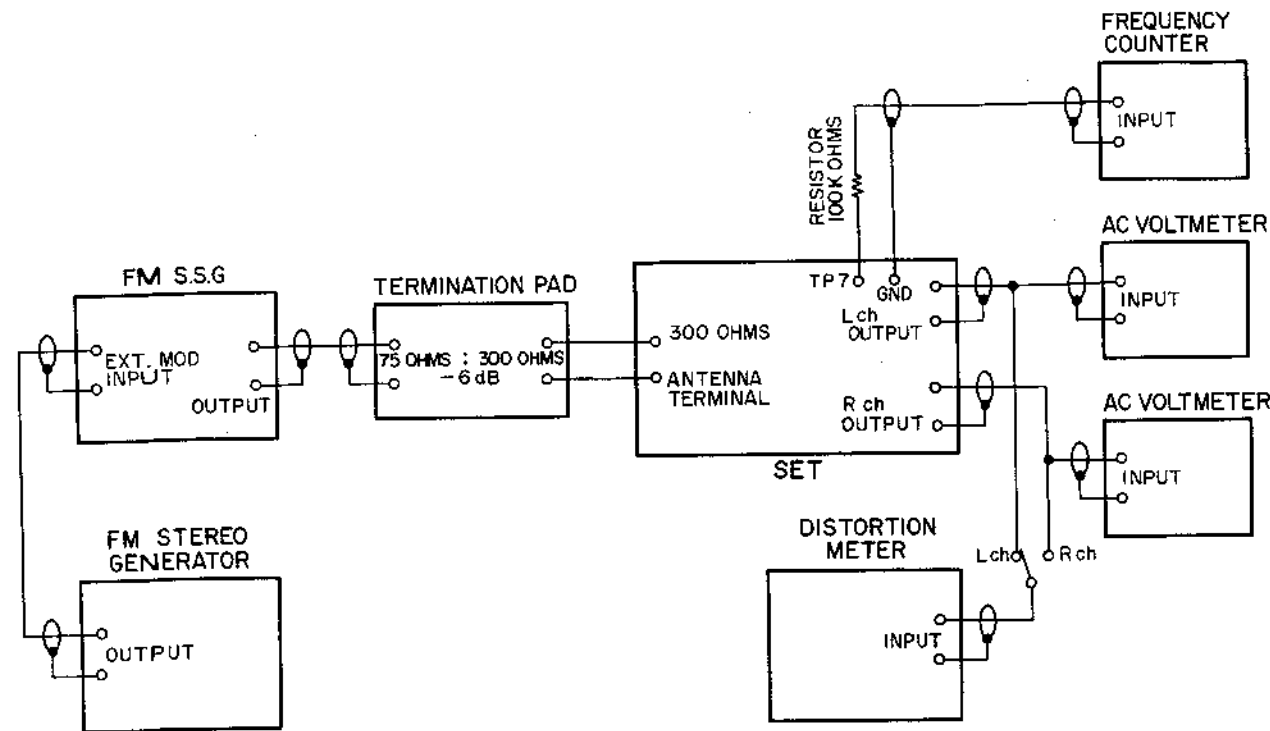 FREQUENCY
COUNTER
INPUT
RESISTOR
100K OHMS
AC VOLTMETER
INPUT
FM S.S.G
EXT. MOD
INPUT
OUTPUT
TERMINATION PAD
75 OHMS : 300 OHMS
-6dB
TP7
GND
300 OHMS
ANTENNA
TERMINAL
Lch
OUTPUT
Rch
OUTPUT
SET
AC VOLTMETER
INPUT
FM STEREO
GENERATOR
OUTPUT
DISTORTION
METER
Lch
Rch
INPUT